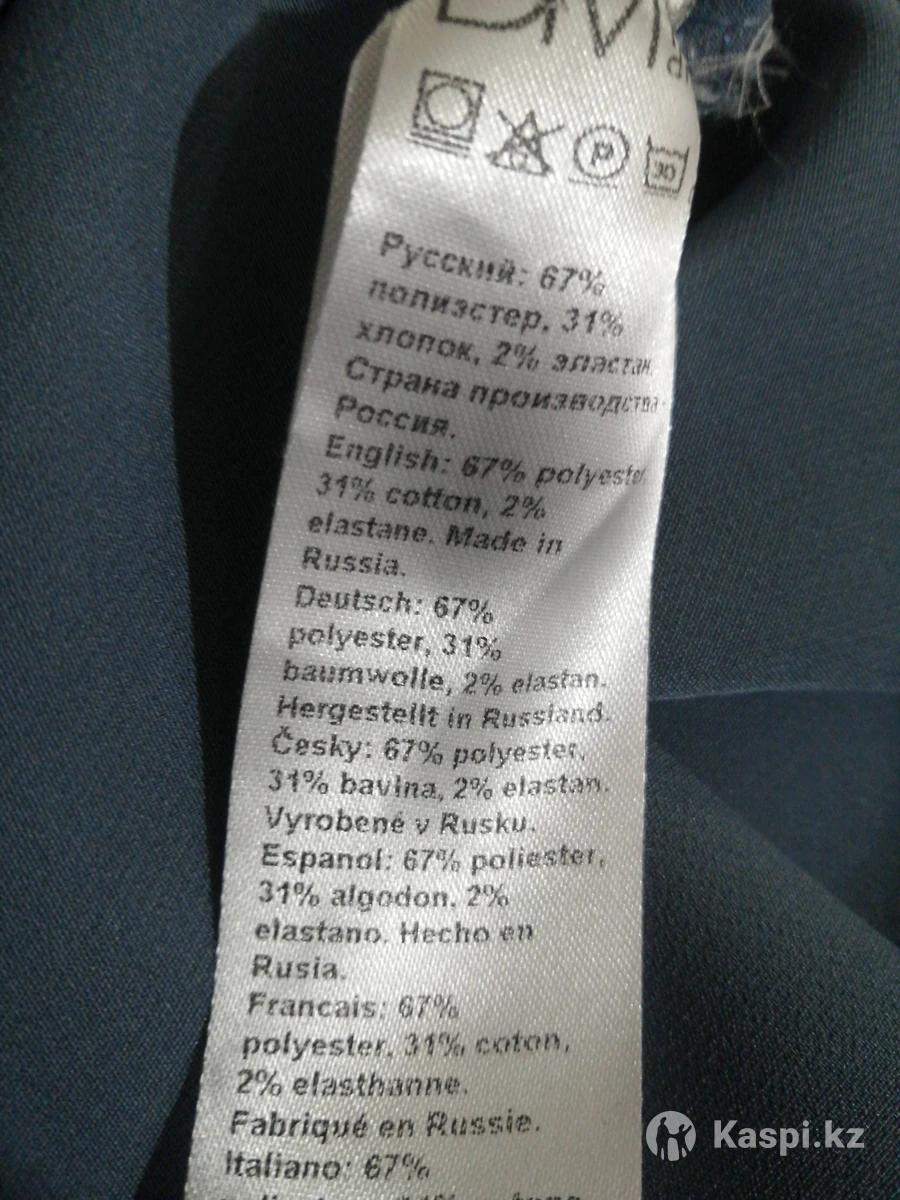 P
30
Русский: 67%
полиэстер, 31%
хлопок, 2% эластан.
Страна производства -
Россия.
English: 67% polyester,
31% cotton, 2%
elastane. Made in
Russia.
Deutsch: 67%
polyester, 31%
baumwolle, 2% elastan.
Hergestellt in Russland.
Česky: 67% polyester,
31% bavlna, 2% elastan.
Vyrobené v Rusku.
Espanol: 67% poliester,
31% algodon, 2%
elastano. Hecho en
Rusia.
Francais: 67%
polyester, 31% coton,
2% elasthanne.
Fabriqué en Russie.
Italiano: 67%
Kaspi.kz